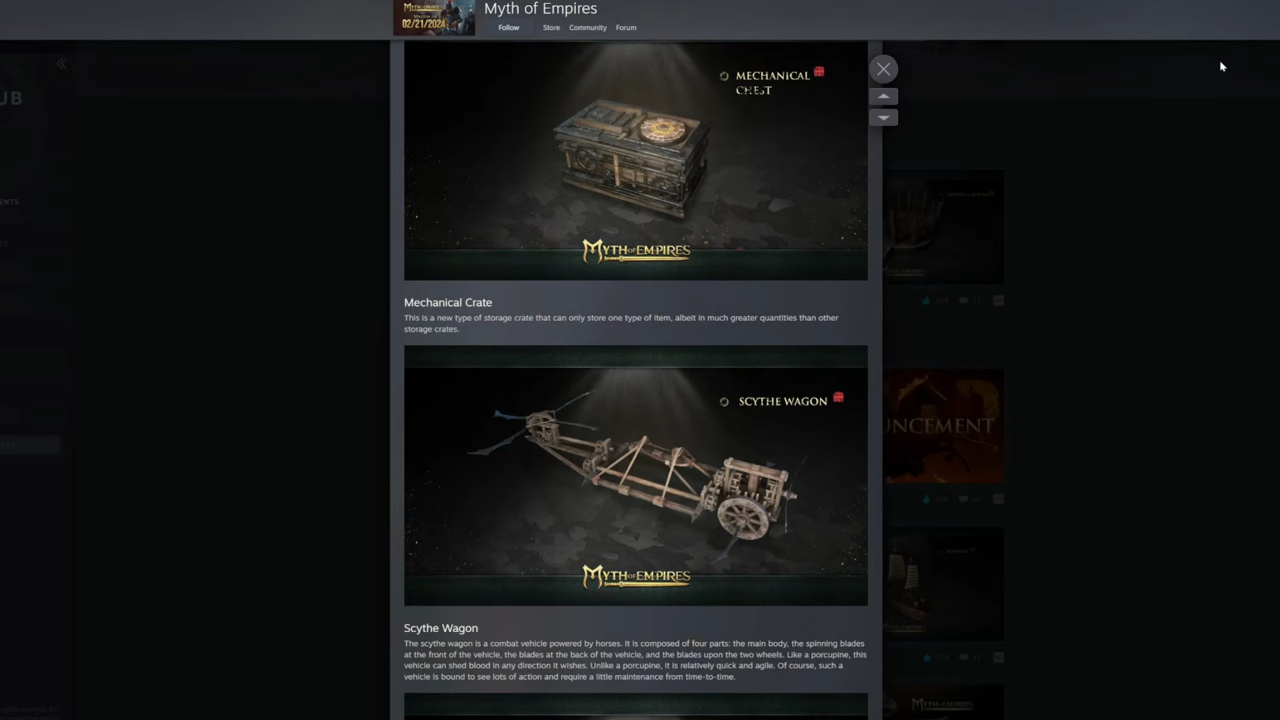 Myth of Empires
02/21/2024
Follow
Store
Community
Forum
UB
MECHANICAL
CHEST
MYTH OF EMPIRES
Mechanical Crate
This is a new type of storage crate that can only store one type of item, albeit in much greater quantities than other
storage crates.
SCYTHE WAGON
MYTH OF EMPIRES
Scythe Wagon
The scythe wagon is a combat vehicle powered by horses. It is composed of four parts: the main body, the spinning blades
at the front of the vehicle, the blades at the back of the vehicle, and the blades upon the two wheels. Like a porcupine, this
vehicle can shed blood in any direction it wishes. Unlike a porcupine, it is relatively quick and agile. Of course, such a
vehicle is bound to see lots of action and require a little maintenance from time-to-time.
ENTS
UNCEMENT
MYTH OF EMPIRES